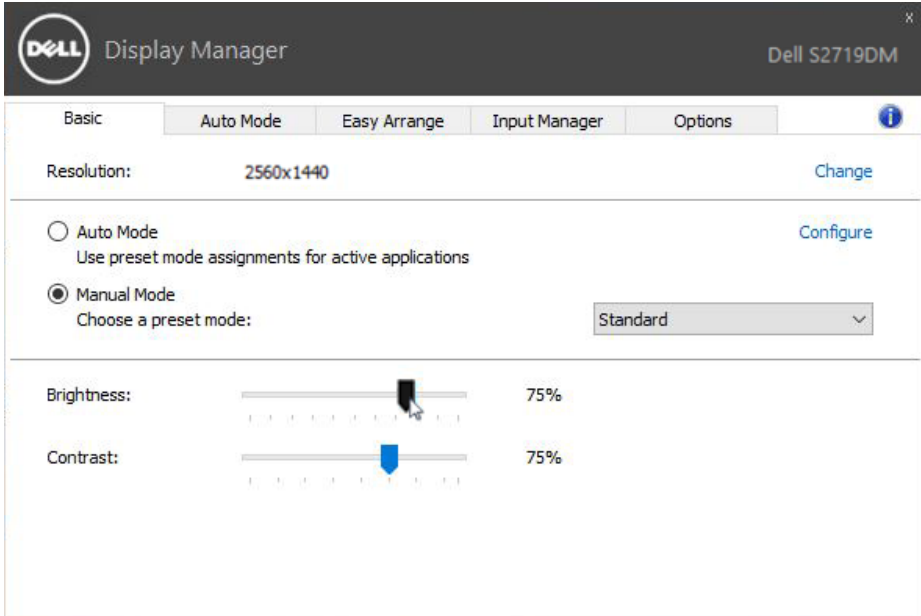 x
DELL Display Manager
Dell S2719DM
Basic Auto Mode Easy Arrange Input Manager Options
Resolution: 2560x1440 Change
Auto Mode Configure
Use preset mode assignments for active applications
Manual Mode
Choose a preset mode: Standard
Brightness: 75%
Contrast: 75%